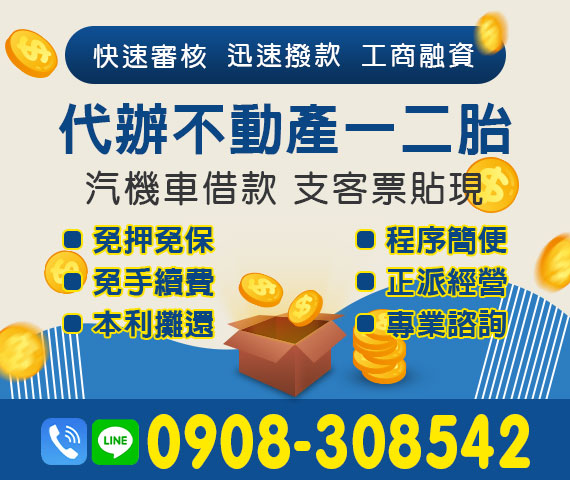 快速審核 迅速撥款 工商融資
代辦不動產一二胎
汽機車借款 支客票貼現
免押免保
程序簡便
免手續費
正派經營
本利攤還
專業諮詢
LINE
0908-308542